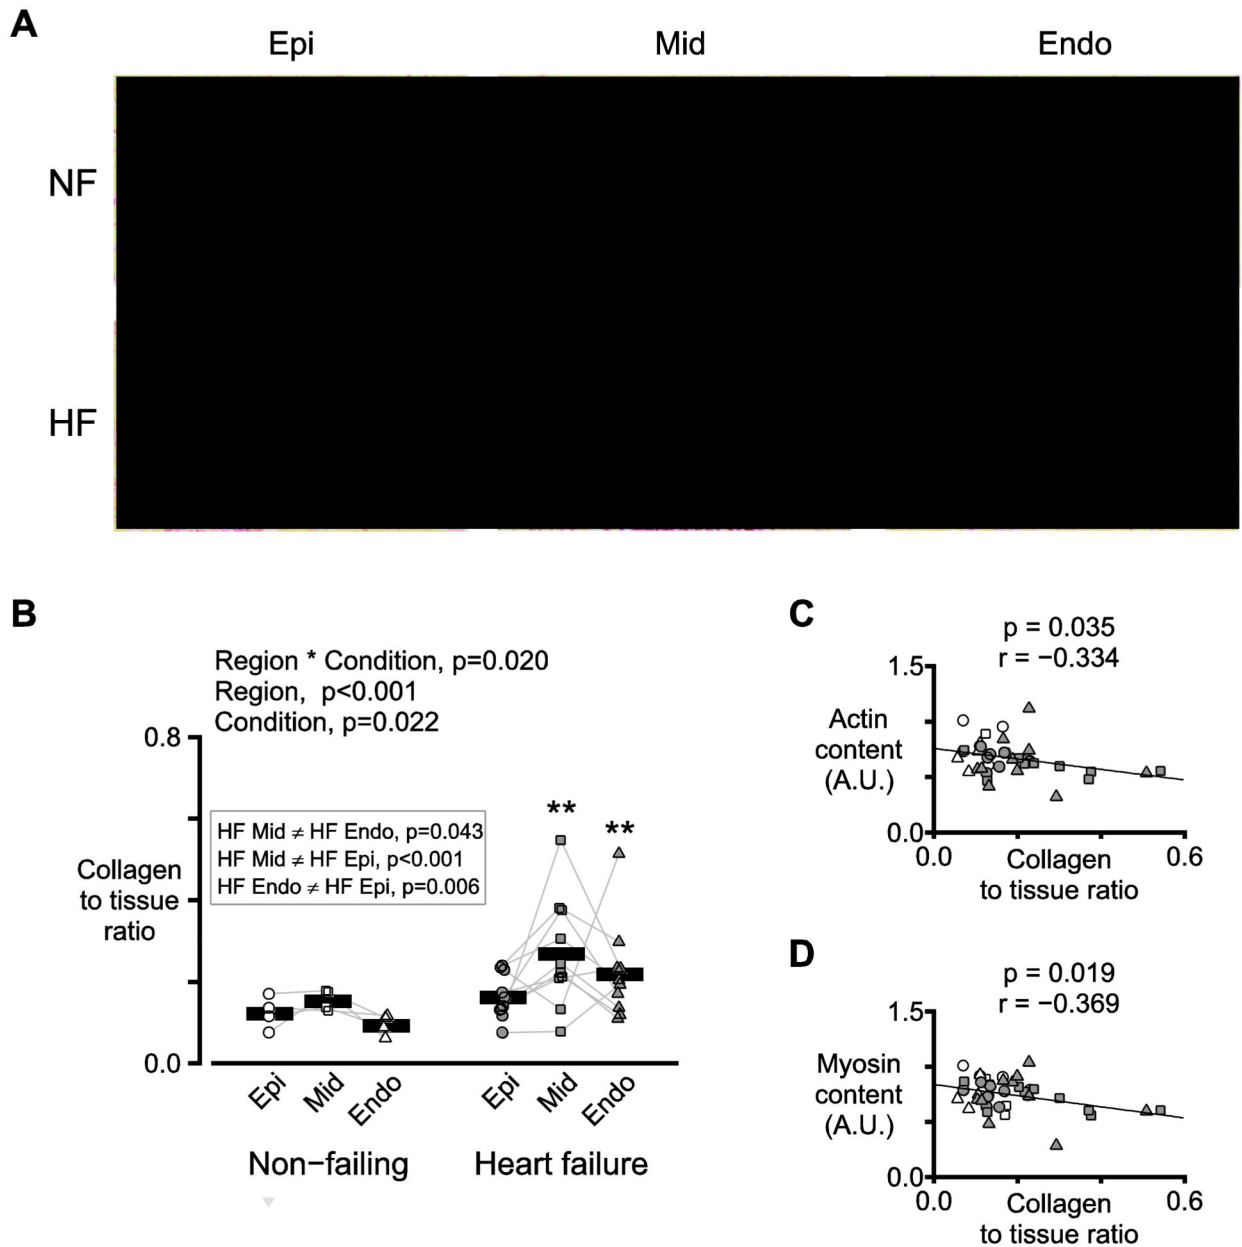 A
Epi
Mid
Endo
NF
HF
B
Region * Condition, p=0.020
Region, p<0.001
Condition, p=0.022
0.8
HF Mid ≠ HF Endo, p=0.043
HF Mid ≠ HF Epi, p<0.001
HF Endo ≠ HF Epi, p=0.006
**
**
Collagen
to tissue
ratio
0.0
Epi
Mid
Endo
Epi
Mid
Endo
Non−failing
Heart failure
C
p = 0.035
r = −0.334
1.5
Actin
content
(A.U.)
0.0
0.0
0.6
Collagen
to tissue ratio
D
p = 0.019
r = −0.369
1.5
Myosin
content
(A.U.)
0.0
0.0
0.6
Collagen
to tissue ratio